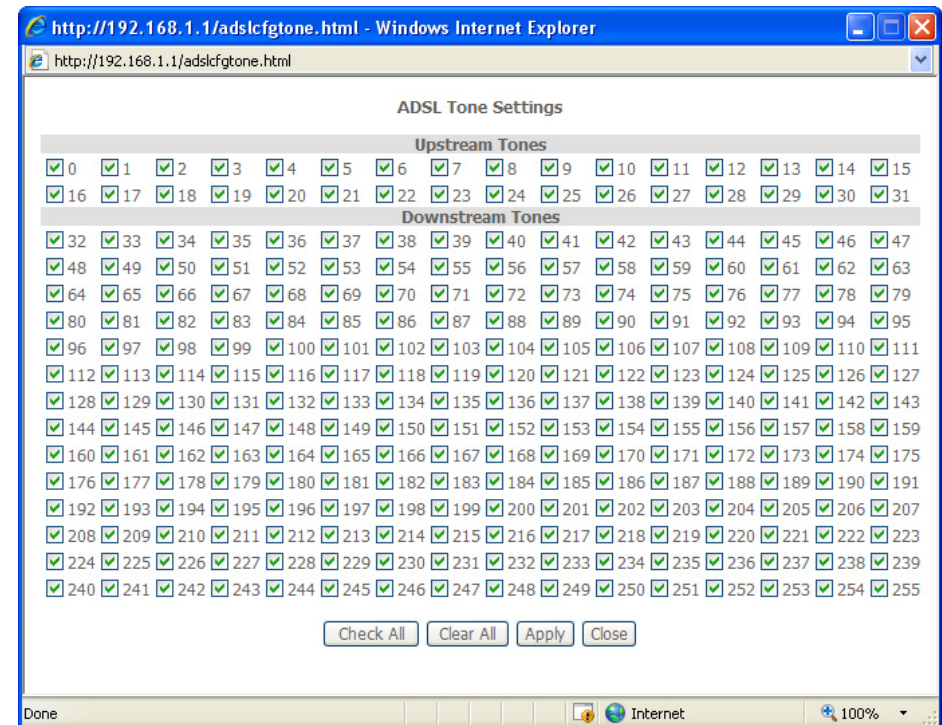 http://192.168.1.1/adslcfgtone.html - Windows Internet Explorer
http://192.168.1.1/adslcfgtone.html
ADSL Tone Settings
Upstream Tones
0 1 2 3 4 5 6 7 8 9 10 11 12 13 14 15
16 17 18 19 20 21 22 23 24 25 26 27 28 29 30 31
Downstream Tones
32 33 34 35 36 37 38 39 40 41 42 43 44 45 46 47
48 49 50 51 52 53 54 55 56 57 58 59 60 61 62 63
64 65 66 67 68 69 70 71 72 73 74 75 76 77 78 79
80 81 82 83 84 85 86 87 88 89 90 91 92 93 94 95
96 97 98 99 100 101 102 103 104 105 106 107 108 109 110 111
112 113 114 115 116 117 118 119 120 121 122 123 124 125 126 127
128 129 130 131 132 133 134 135 136 137 138 139 140 141 142 143
144 145 146 147 148 149 150 151 152 153 154 155 156 157 158 159
160 161 162 163 164 165 166 167 168 169 170 171 172 173 174 175
176 177 178 179 180 181 182 183 184 185 186 187 188 189 190 191
192 193 194 195 196 197 198 199 200 201 202 203 204 205 206 207
208 209 210 211 212 213 214 215 216 217 218 219 220 221 222 223
224 225 226 227 228 229 230 231 232 233 234 235 236 237 238 239
240 241 242 243 244 245 246 247 248 249 250 251 252 253 254 255
Check All Clear All Apply Close
Done Internet 100%